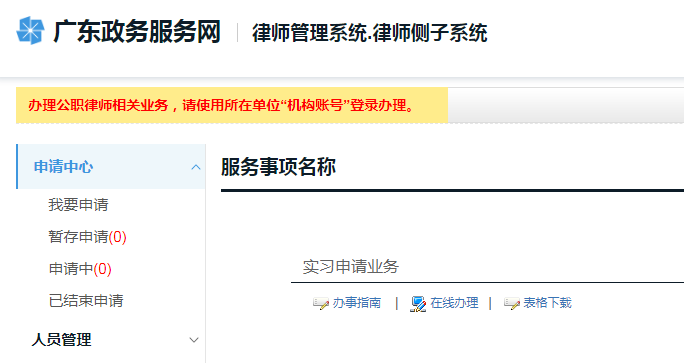 广东政务服务网 | 律师管理系统.律师侧子系统
办理公职律师相关业务，请使用所在单位“机构账号”登录办理。
申请中心
服务事项名称
我要申请
暂存申请(0)
申请中(0)
已结束申请
实习申请业务
办事指南 | 在线办理 | 表格下载
人员管理